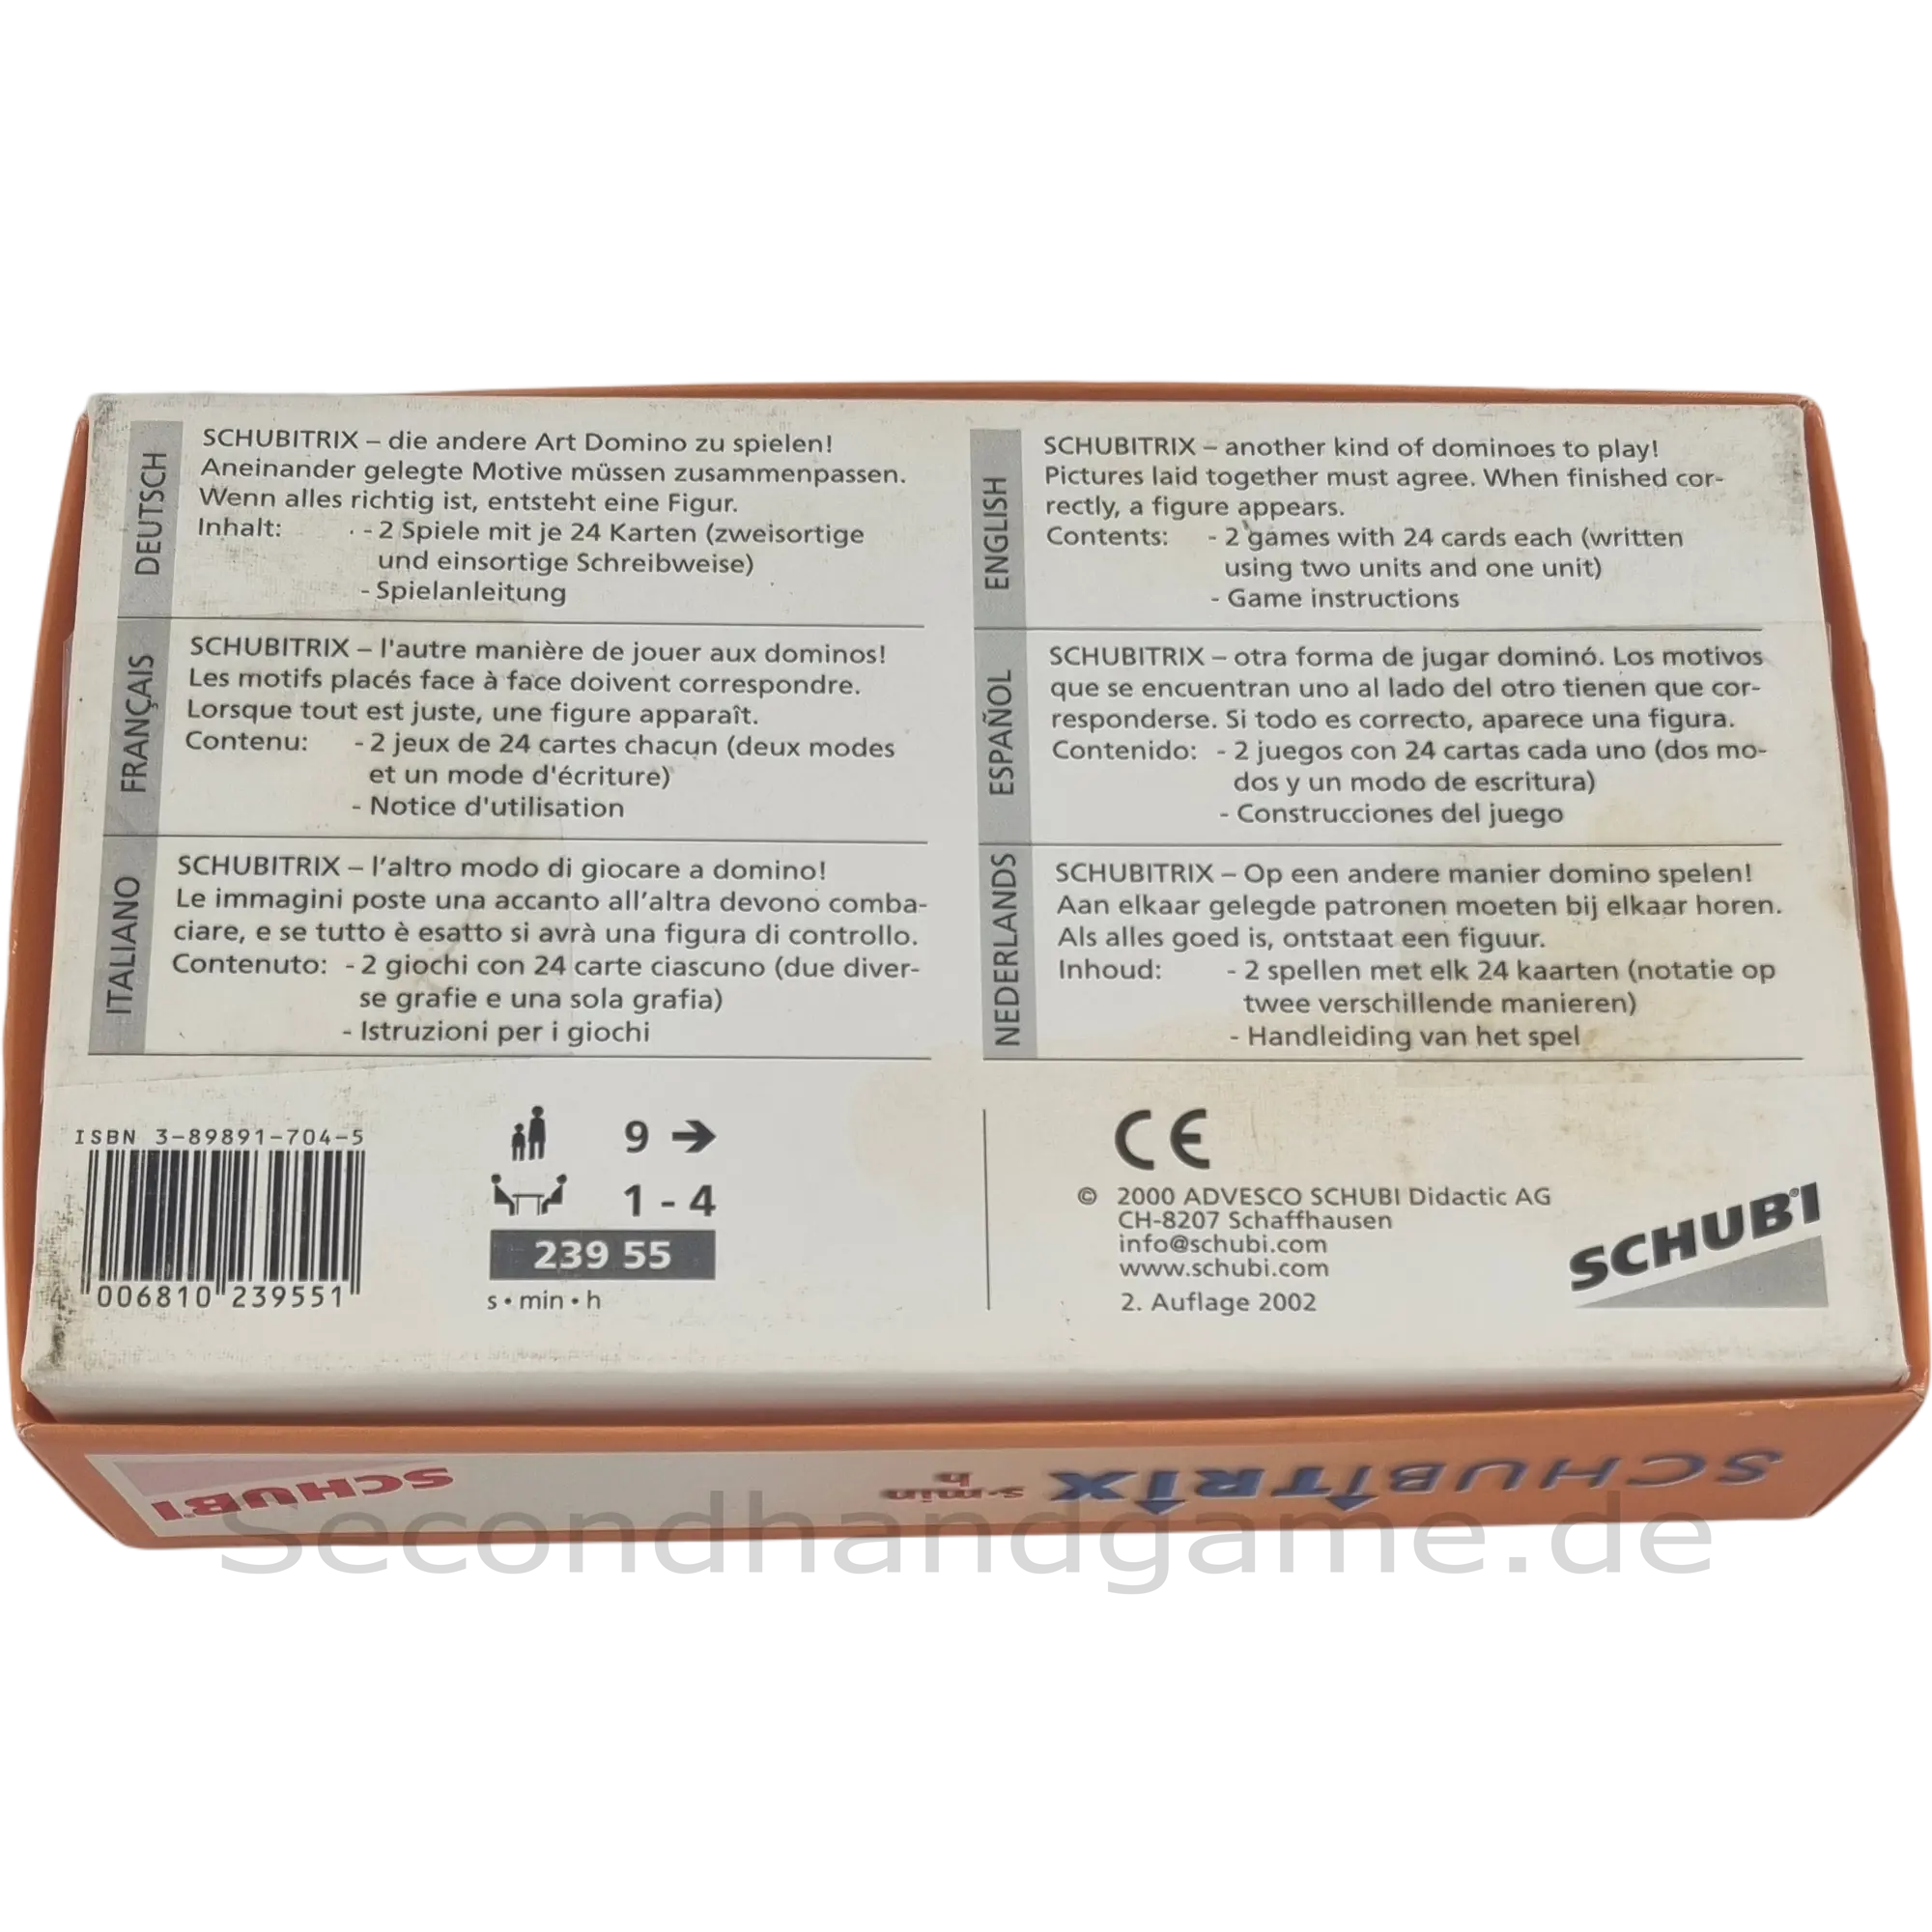 DEUTSCH
SCHUBITRIX – die andere Art Domino zu spielen!
Aneinander gelegte Motive müssen zusammenpassen.
Wenn alles richtig ist, entsteht eine Figur.
Inhalt: - 2 Spiele mit je 24 Karten (zweisortige
und einsortige Schreibweise)
- Spielanleitung
FRANÇAIS
SCHUBITRIX – l'autre manière de jouer aux dominos!
Les motifs placés face à face doivent correspondre.
Lorsque tout est juste, une figure apparaît.
Contenu: - 2 jeux de 24 cartes chacun (deux modes
et un mode d'écriture)
- Notice d'utilisation
ITALIANO
SCHUBITRIX – l’altro modo di giocare a domino!
Le immagini poste una accanto all’altra devono comba-
ciare, e se tutto è esatto si avrà una figura di controllo.
Contenuto: - 2 giochi con 24 carte ciascuno (due diver-
se grafie e una sola grafia)
- Istruzioni per i giochi
ENGLISH
SCHUBITRIX – another kind of dominoes to play!
Pictures laid together must agree. When finished cor-
rectly, a figure appears.
Contents: - 2 games with 24 cards each (written
using two units and one unit)
- Game instructions
ESPAÑOL
SCHUBITRIX – otra forma de jugar dominó. Los motivos
que se encuentran uno al lado del otro tienen que cor-
responderse. Si todo es correcto, aparece una figura.
Contenido: - 2 juegos con 24 cartas cada uno (dos mo-
dos y un modo de escritura)
- Construcciones del juego
NEDERLANDS
SCHUBITRIX – Op een andere manier domino spelen!
Aan elkaar gelegde patronen moeten bij elkaar horen.
Als alles goed is, ontstaat een figuur.
Inhoud: - 2 spellen met elk 24 kaarten (notatie op
twee verschillende manieren)
- Handleiding van het spel
ISBN 3-89891-704-5
4 006810 239551
9 →
1 - 4
239 55
s • min • h
CE
© 2000 ADVESCO SCHUBI Didactic AG
CH-8207 Schaffhausen
info@schubi.com
www.schubi.com
2. Auflage 2002
SCHUBI®
SCHUBITRIX s·min
h
SCHUBI
Secondhandgame.de